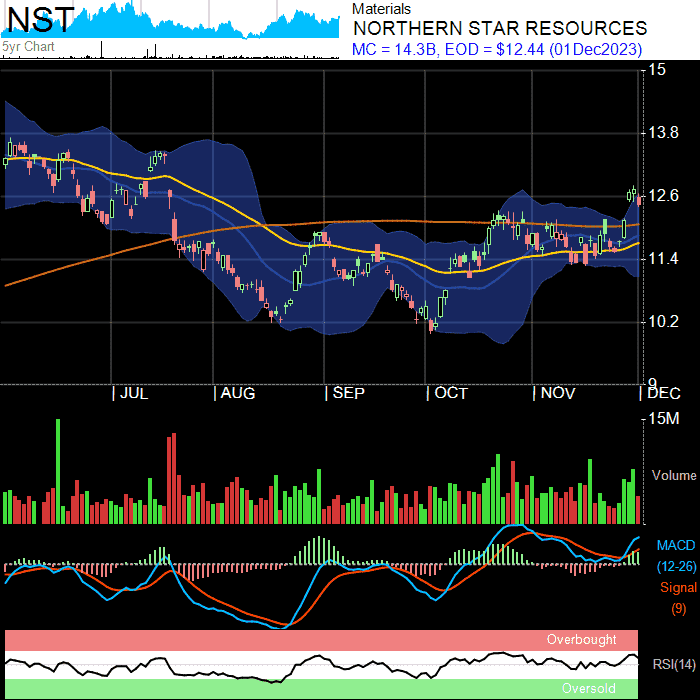 NST
5yr Chart
Materials
NORTHERN STAR RESOURCES
MC = 14.3B, EOD = $12.44 (01Dec2023)
15
13.8
12.6
11.4
10.2
9
JUL
AUG
SEP
OCT
NOV
DEC
15M
Volume
MACD
(12-26)
Signal
(9)
Overbought
RSI(14)
Oversold